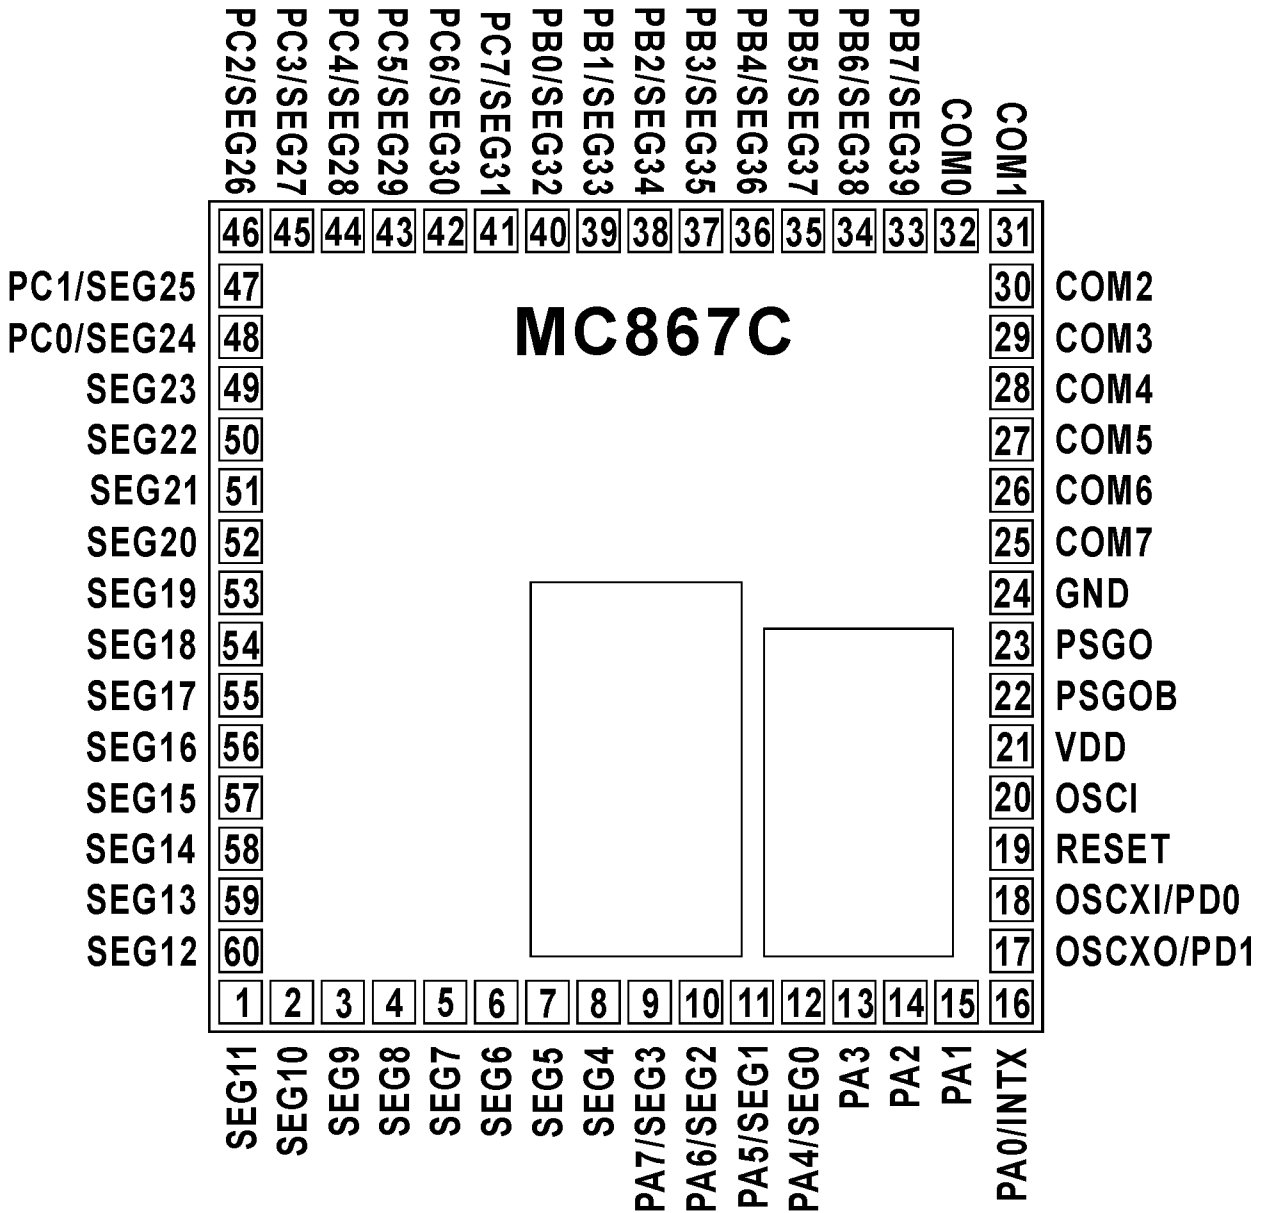 PC2/SEG26 PC3/SEG27 PC4/SEG28 PC5/SEG29 PC6/SEG30 PC7/SEG31 PB0/SEG32 PB1/SEG33 PB2/SEG34 PB3/SEG35 PB4/SEG36 PB5/SEG37 PB6/SEG38 PB7/SEG39 COM0 COM1
46 45 44 43 42 41 40 39 38 37 36 35 34 33 32 31
PC1/SEG25 47 30 COM2
MC867C
PC0/SEG24 48 29 COM3
SEG23 49 28 COM4
SEG22 50 27 COM5
SEG21 51 26 COM6
SEG20 52 25 COM7
SEG19 53 24 GND
SEG18 54 23 PSGO
SEG17 55 22 PSGOB
SEG16 56 21 VDD
SEG15 57 20 OSCI
SEG14 58 19 RESET
SEG13 59 18 OSCXI/PD0
SEG12 60 17 OSCXO/PD1
1 2 3 4 5 6 7 8 9 10 11 12 13 14 15 16
SEG11 SEG10 SEG9 SEG8 SEG7 SEG6 SEG5 SEG4 PA7/SEG3 PA6/SEG2 PA5/SEG1 PA4/SEG0 PA3 PA2 PA1 PA0/INTX